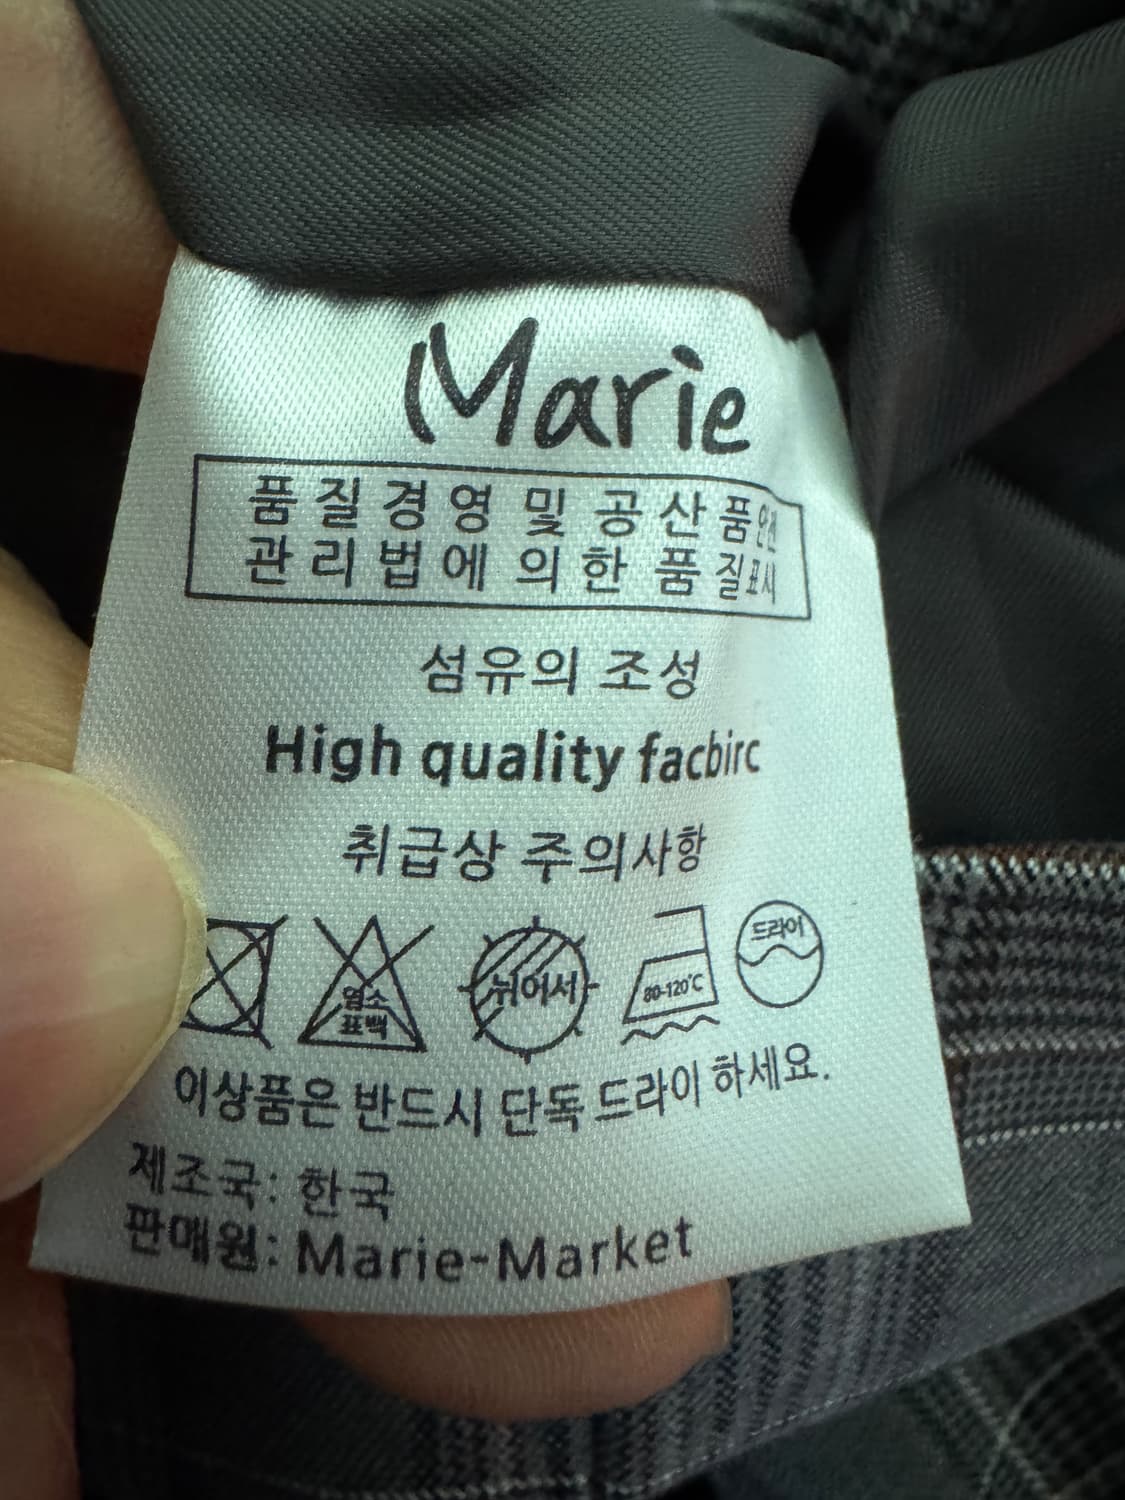 Marie
품질경영 및 공산품안전
관리법에 의한 품질표시
섬유의 조성
High quality facbirc
취급상 주의사항
염소
표백
뉘어서
80-120℃
드라이
이상품은 반드시 단독 드라이 하세요.
제조국: 한국
판매원: Marie-Market